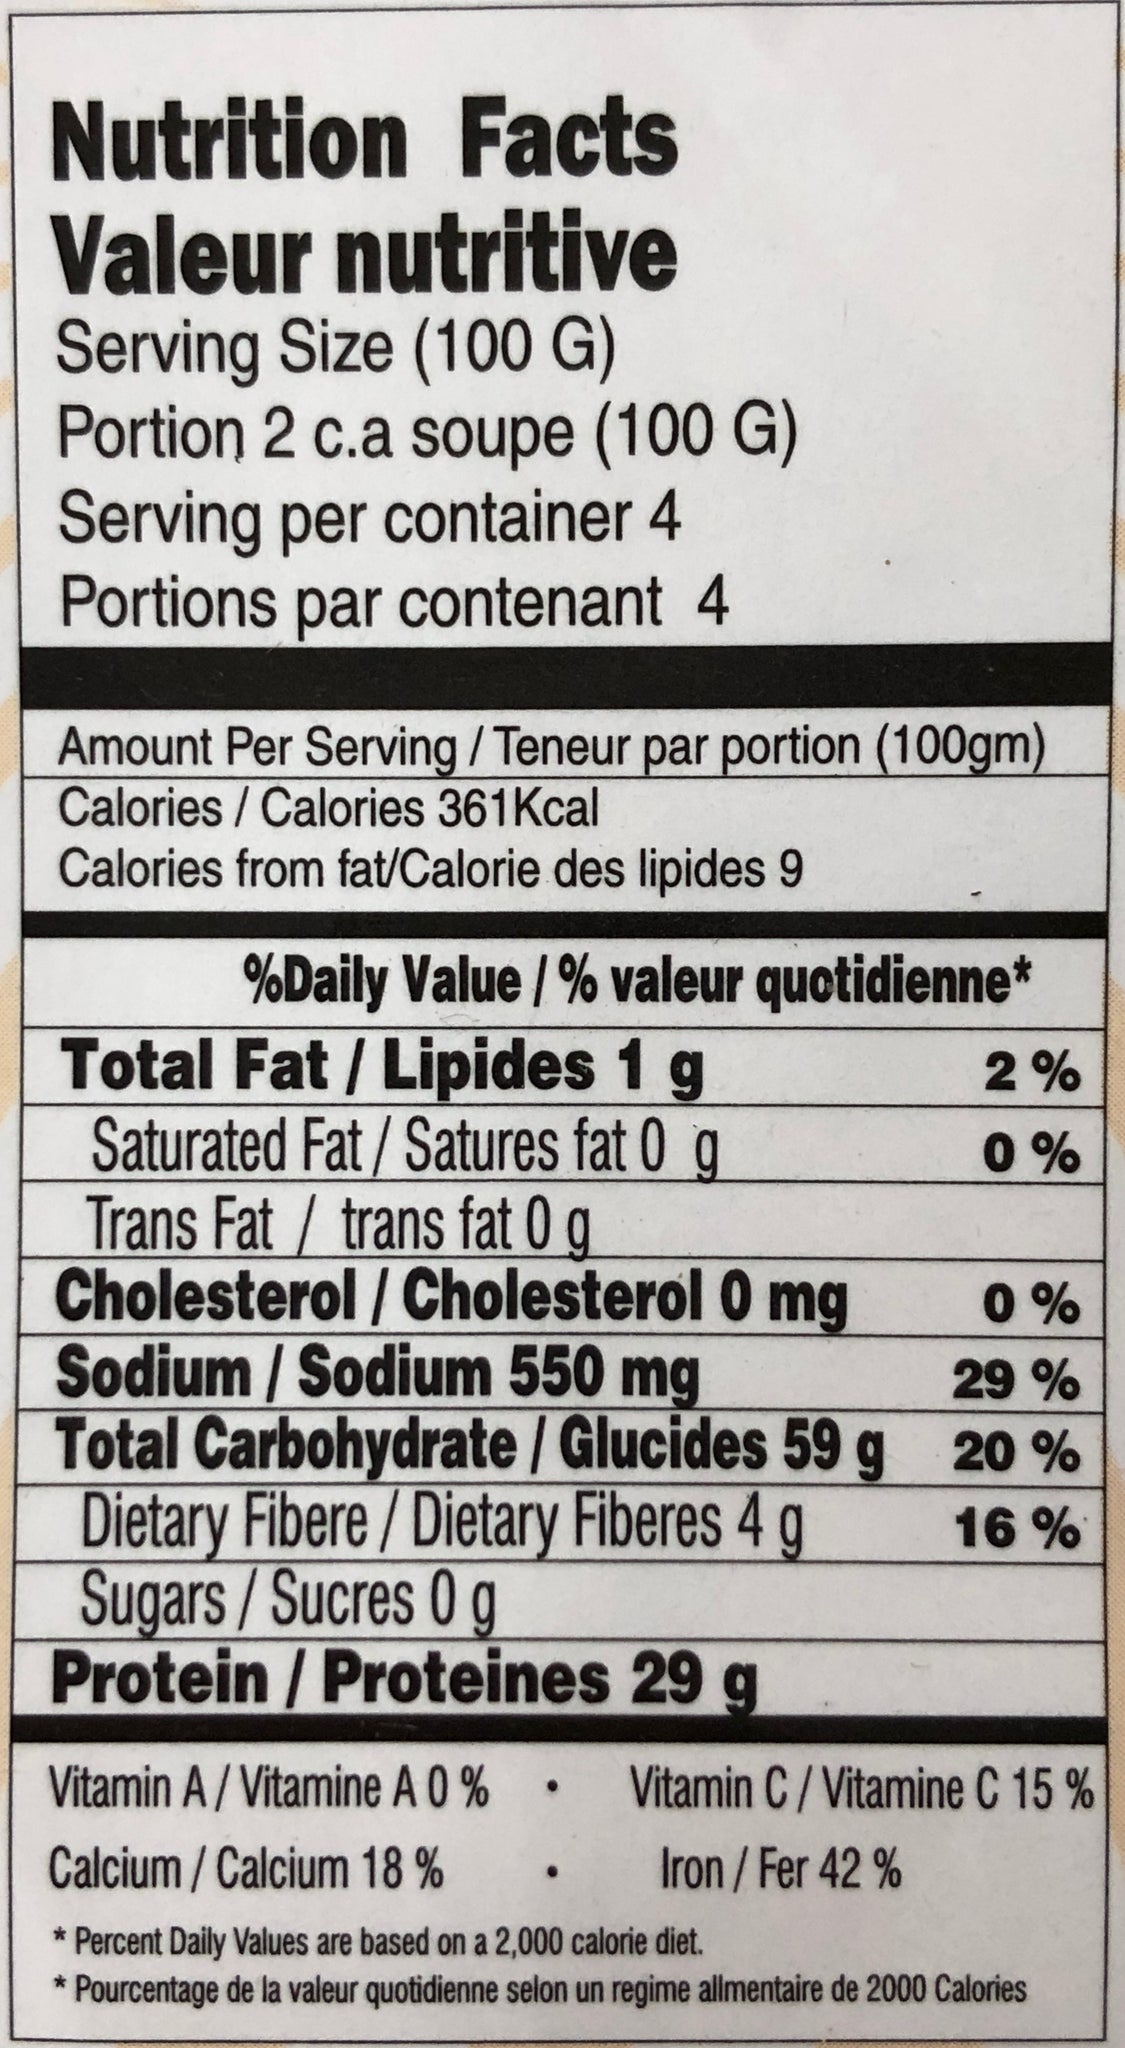 Nutrition Facts
Valeur nutritive
Serving Size (100 G)
Portion 2 c.a soupe (100 G)
Serving per container 4
Portions par contenant 4
Amount Per Serving / Teneur par portion (100gm)
Calories / Calories 361Kcal
Calories from fat/Calorie des lipides 9
%Daily Value / % valeur quotidienne*
Total Fat / Lipides 1 g 2 %
Saturated Fat / Satures fat 0 g 0 %
Trans Fat / trans fat 0 g
Cholesterol / Cholesterol 0 mg 0 %
Sodium / Sodium 550 mg 29 %
Total Carbohydrate / Glucides 59 g 20 %
Dietary Fibere / Dietary Fiberes 4 g 16 %
Sugars / Sucres 0 g
Protein / Proteines 29 g
Vitamin A / Vitamine A 0 % • Vitamin C / Vitamine C 15 %
Calcium / Calcium 18 % • Iron / Fer 42 %
* Percent Daily Values are based on a 2,000 calorie diet.
* Pourcentage de la valeur quotidienne selon un regime allmentaire de 2000 Calories